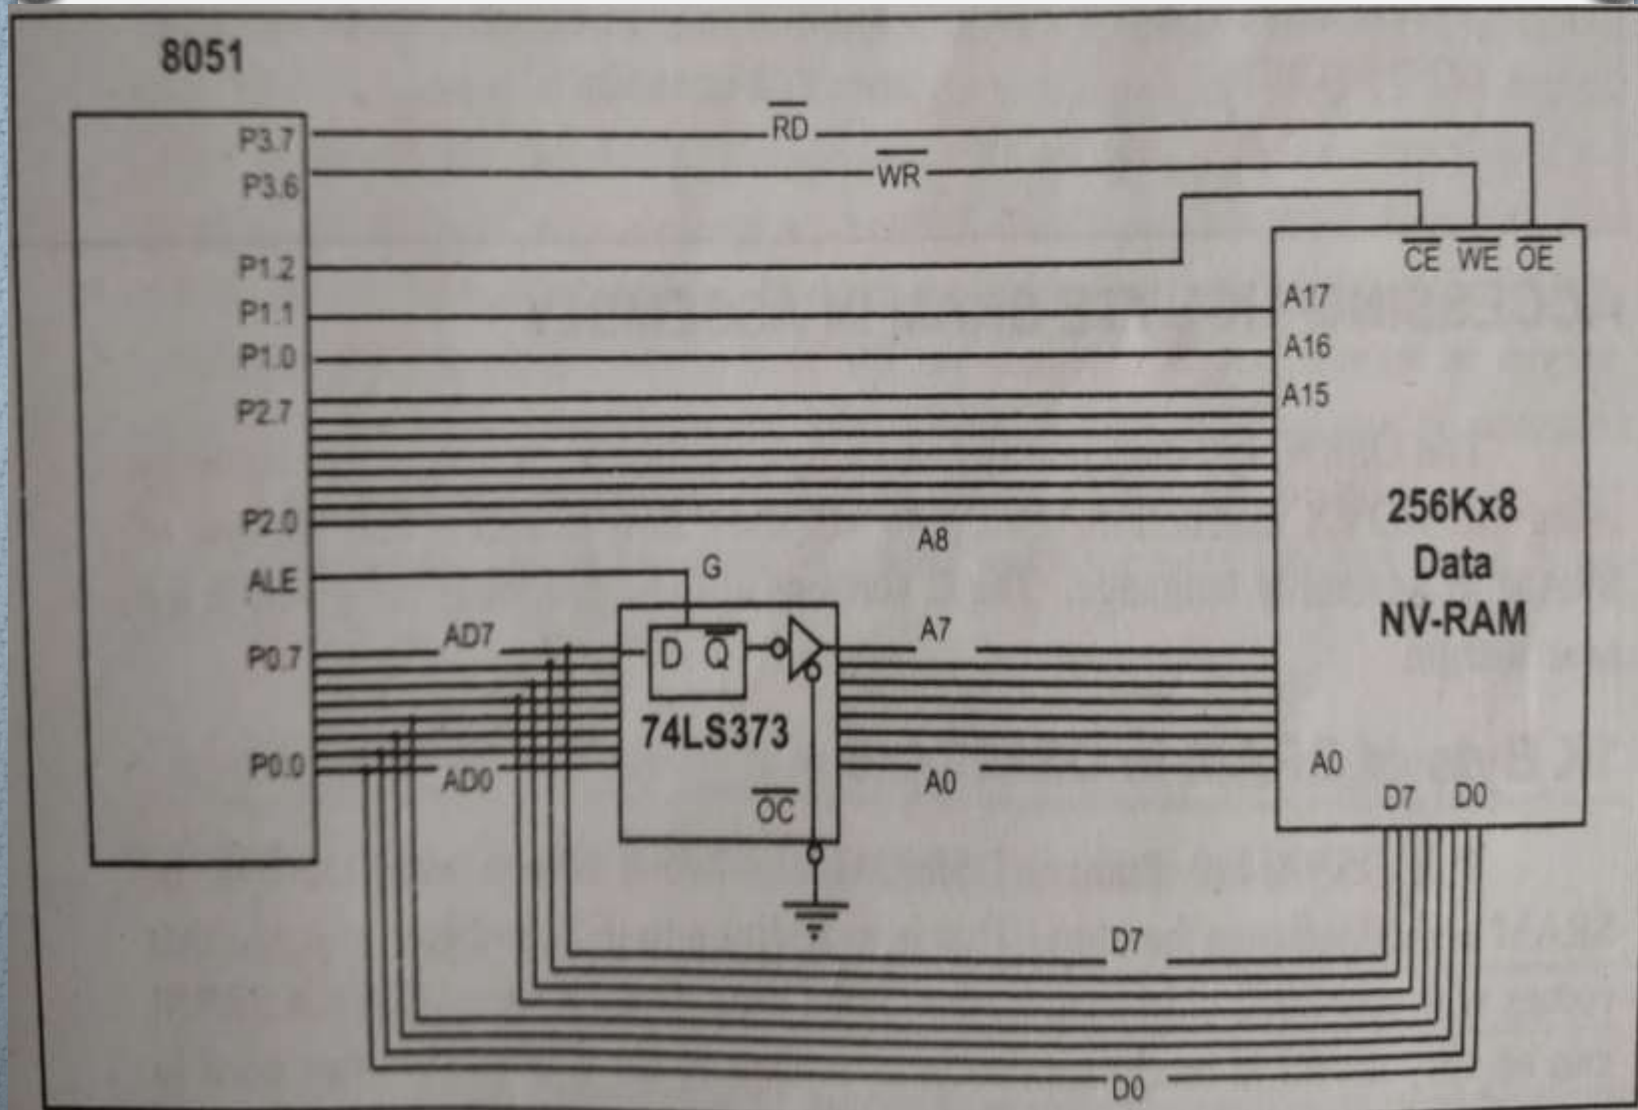 8051
RD
P3.7
WR
P3.6
P1.2
CE WE OE
P1.1
A17
P1.0
A16
P2.7
A15
256Kx8
Data
NV-RAM
P2.0
A8
ALE
G
AD7
A7
P0.7
D Q
74LS373
P0.0
AD0
A0
A0
OC
D7 D0
D7
D0